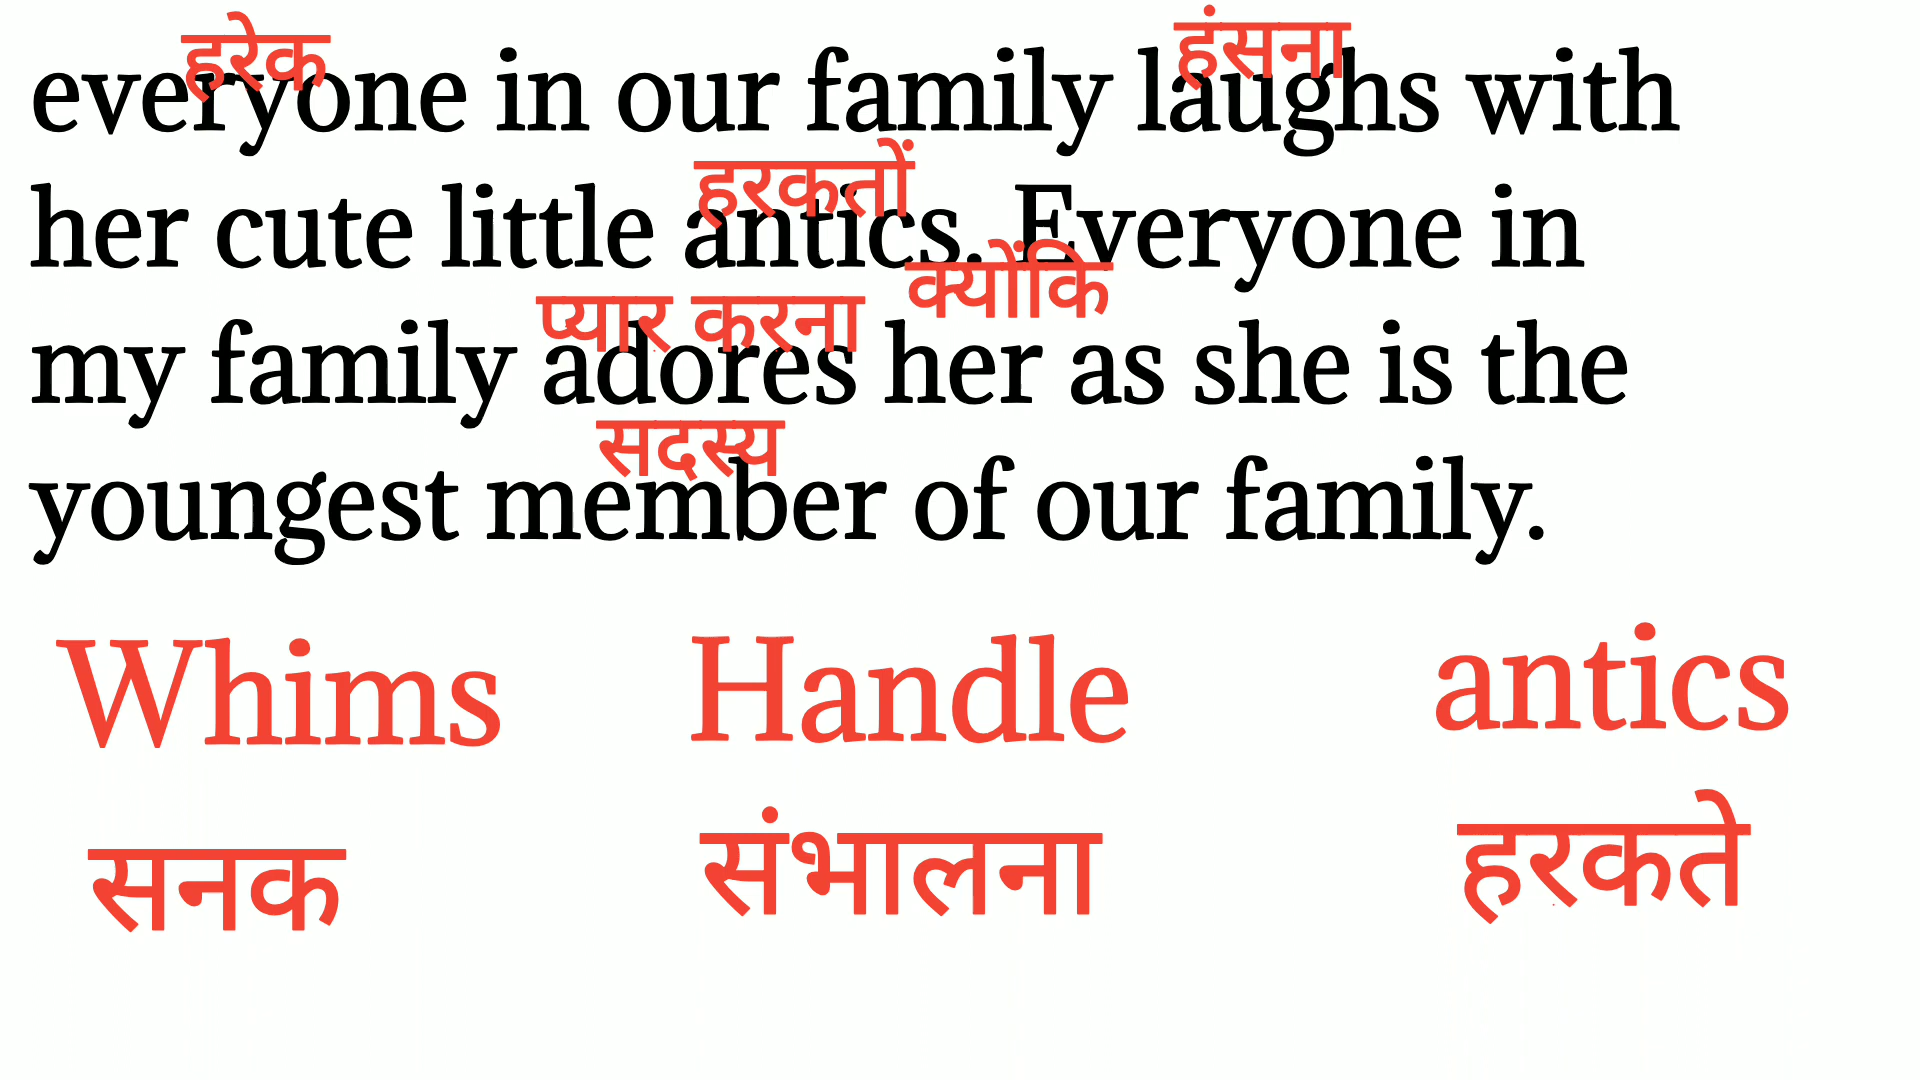 हरेक हंसना
everyone in our family laughs with
हरकतों
her cute little antics. Everyone in
प्यार करना क्योंकि
my family adores her as she is the
सदस्य
youngest member of our family.
Whims Handle antics
सनक संभालना हरकते